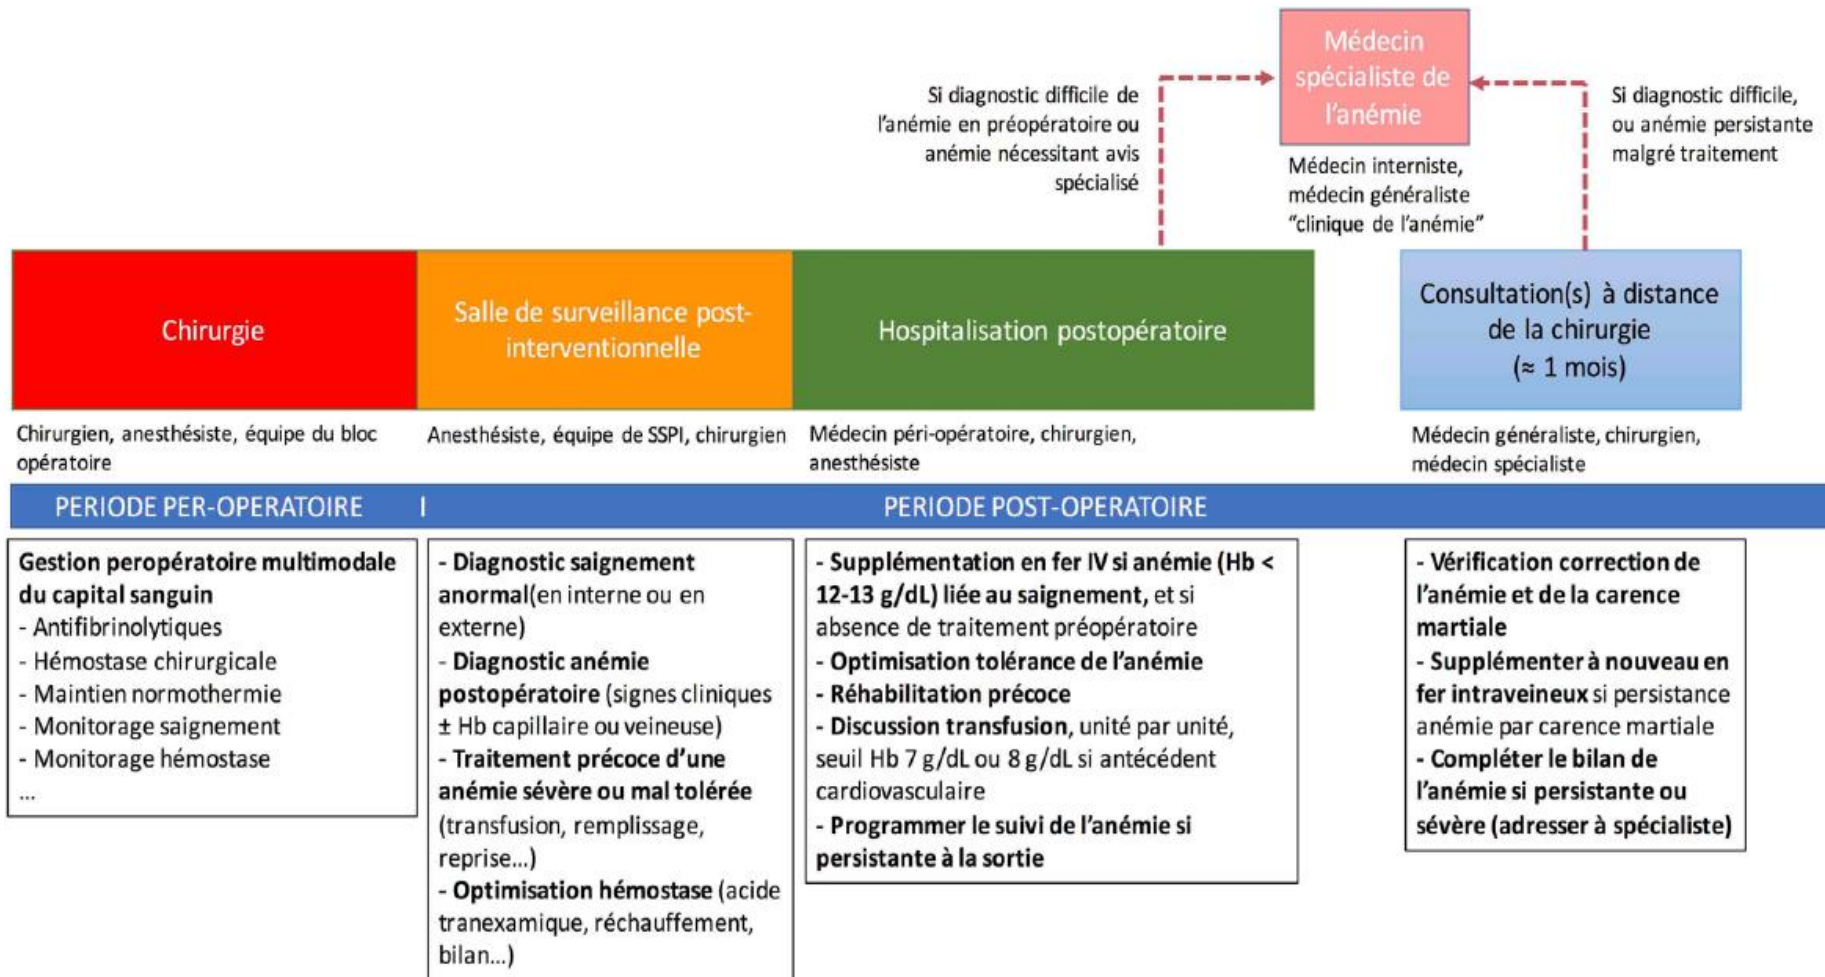 Médecin
spécialiste de
l'anémie
Si diagnostic difficile de
l'anémie en préopératoire ou
anémie nécessitant avis
spécialisé
Si diagnostic difficile,
ou anémie persistante
malgré traitement
Médecin interniste,
médecin généraliste
"clinique de l'anémie"
Chirurgie
Salle de surveillance post-
interventionnelle
Hospitalisation postopératoire
Consultation(s) à distance
de la chirurgie
(≈ 1 mois)
Chirurgien, anesthésiste, équipe du bloc
opératoire
Anesthésiste, équipe de SSPI, chirurgien
Médecin péri-opératoire, chirurgien,
anesthésiste
Médecin généraliste, chirurgien,
médecin spécialiste
PERIODE PER-OPERATOIRE I PERIODE POST-OPERATOIRE
Gestion peropératoire multimodale
du capital sanguin
- Antifibrinolytiques
- Hémostase chirurgicale
- Maintien normothermie
- Monitorage saignement
- Monitorage hémostase
...
- Diagnostic saignement
anormal(en interne ou en
externe)
- Diagnostic anémie
postopératoire (signes cliniques
± Hb capillaire ou veineuse)
- Traitement précoce d'une
anémie sévère ou mal tolérée
(transfusion, remplissage,
reprise...)
- Optimisation hémostase (acide
tranexamique, réchauffement,
bilan...)
- Supplémentation en fer IV si anémie (Hb <
12-13 g/dL) liée au saignement, et si
absence de traitement préopératoire
- Optimisation tolérance de l'anémie
- Réhabilitation précoce
- Discussion transfusion, unité par unité,
seuil Hb 7 g/dL ou 8 g/dL si antécédent
cardiovasculaire
- Programmer le suivi de l'anémie si
persistante à la sortie
- Vérification correction de
l'anémie et de la carence
martiale
- Supplémenter à nouveau en
fer intraveineux si persistance
anémie par carence martiale
- Compléter le bilan de
l'anémie si persistante ou
sévère (adresser à spécialiste)